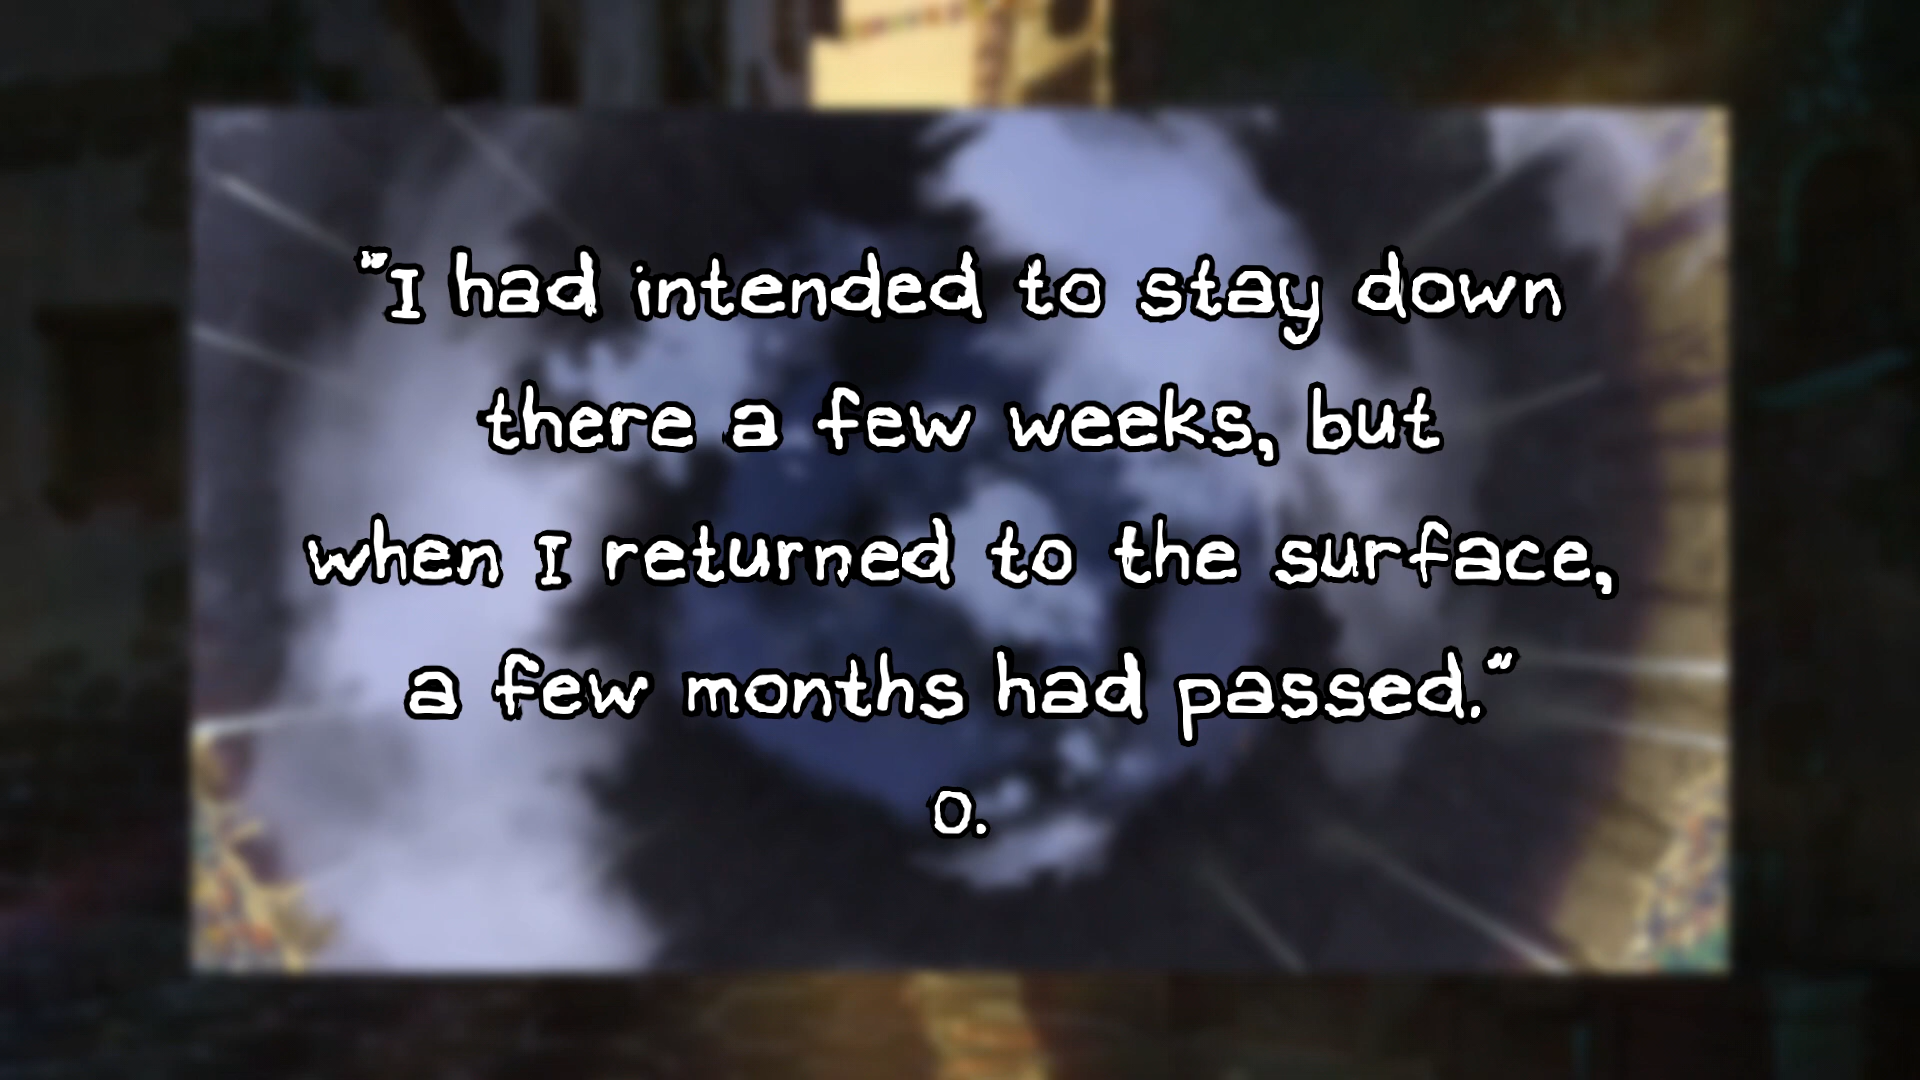 "I had intended to stay down
there a few weeks, but
when I returned to the surface,
a few months had passed."
O.